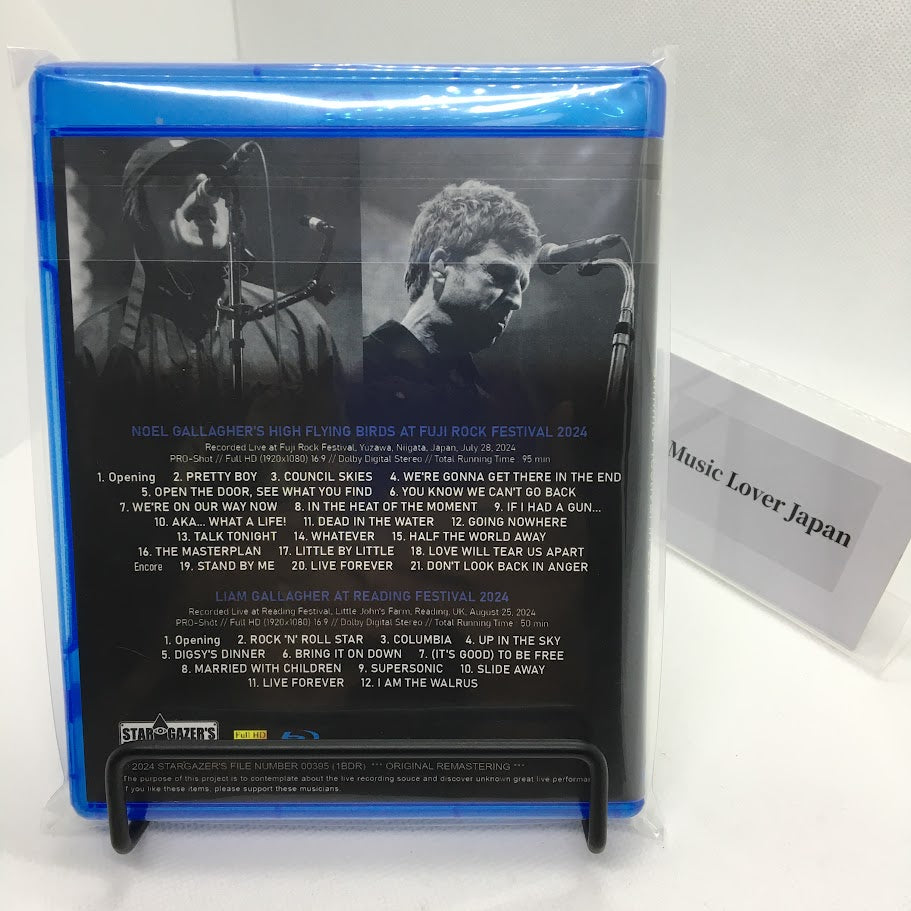 NOEL GALLAGHER'S HIGH FLYING BIRDS AT FUJI ROCK FESTIVAL 2024
Recorded Live at Fuji Rock Festival, Yuzawa, Niigata, Japan, July 28, 2024
PRO-Shot // Full HD (1920x1080) 16:9 // Dolby Digital Stereo // Total Running Time : 95 min
1. Opening 2. PRETTY BOY 3. COUNCIL SKIES 4. WE'RE GONNA GET THERE IN THE END
5. OPEN THE DOOR, SEE WHAT YOU FIND 6. YOU KNOW WE CAN'T GO BACK
7. WE'RE ON OUR WAY NOW 8. IN THE HEAT OF THE MOMENT 9. IF I HAD A GUN...
10. AKA... WHAT A LIFE! 11. DEAD IN THE WATER 12. GOING NOWHERE
13. TALK TONIGHT 14. WHATEVER 15. HALF THE WORLD AWAY
16. THE MASTERPLAN 17. LITTLE BY LITTLE 18. LOVE WILL TEAR US APART
Encore 19. STAND BY ME 20. LIVE FOREVER 21. DON'T LOOK BACK IN ANGER
LIAM GALLAGHER AT READING FESTIVAL 2024
Recorded Live at Reading Festival, Little John's Farm, Reading, UK, August 25, 2024
PRO-Shot // Full HD (1920x1080) 16:9 // Dolby Digital Stereo // Total Running Time : 50 min
1. Opening 2. ROCK 'N' ROLL STAR 3. COLUMBIA 4. UP IN THE SKY
5. DIGSY'S DINNER 6. BRING IT ON DOWN 7. (IT'S GOOD) TO BE FREE
8. MARRIED WITH CHILDREN 9. SUPERSONIC 10. SLIDE AWAY
11. LIVE FOREVER 12. I AM THE WALRUS
STARGAZER'S Full HD
2024 STARGAZER'S FILE NUMBER 00395 (1BDR) *** ORIGINAL REMASTERING ***
The purpose of this project is to contemplate about the live recording souce and discover unknown great live performan
if you like these items, please support these musicians.
Music Lover Japan